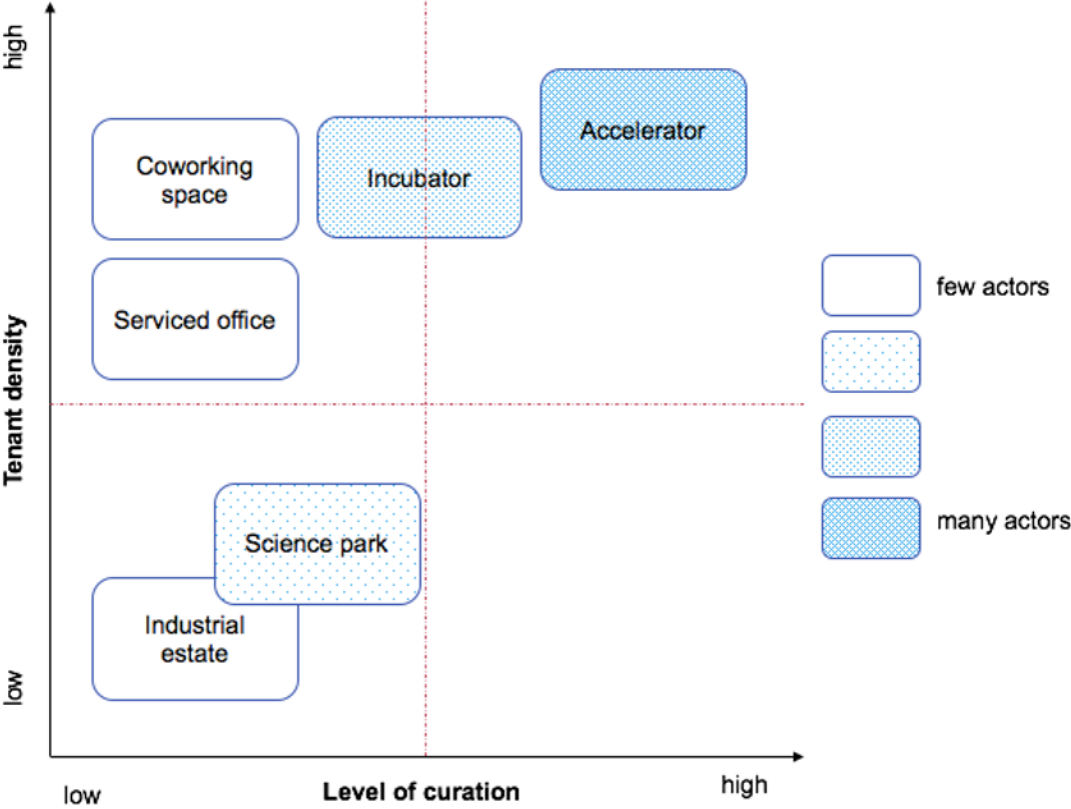 high
Accelerator
Coworking
space
Incubator
few actors
Serviced office
Tenant density
many actors
Science park
Industrial
estate
low
low
Level of curation
high